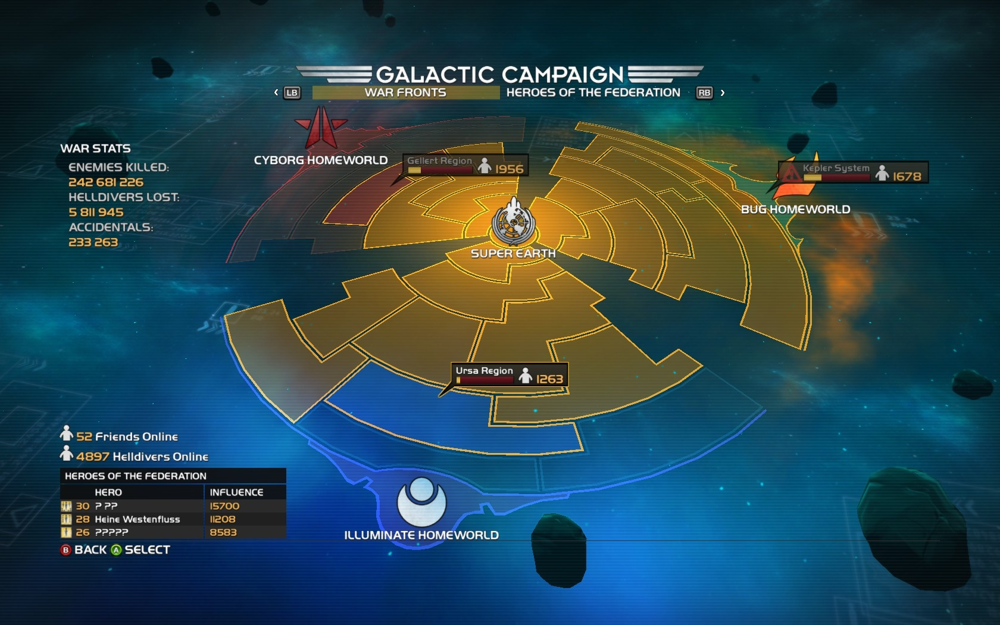 GALACTIC CAMPAIGN
‹ LB WAR FRONTS HEROES OF THE FEDERATION RB ›
WAR STATS
ENEMIES KILLED:
242 681 226
HELLDIVERS LOST:
5 811 945
ACCIDENTALS:
233 263
CYBORG HOMEWORLD
Gellert Region 1956
Kepler System 1678
BUG HOMEWORLD
SUPER EARTH
Ursa Region 1263
52 Friends Online
4897 Helldivers Online
HEROES OF THE FEDERATION
HERO INFLUENCE
30 ? ?? 15700
28 Heine Westenfluss 11208
26 ????? 8583
B BACK A SELECT
ILLUMINATE HOMEWORLD